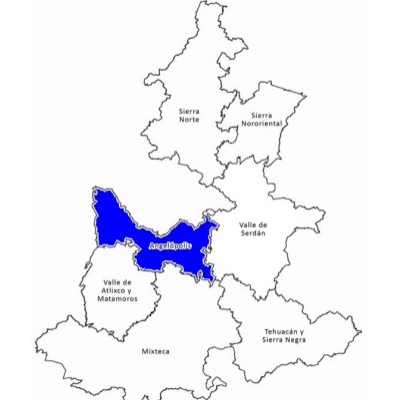 Sierra
Norte
Sierra
Nororiental
Valle de
Serdán
Angelópolis
Valle de
Atlixco y
Matamoros
Mixteca
Tehuacán y
Sierra Negra